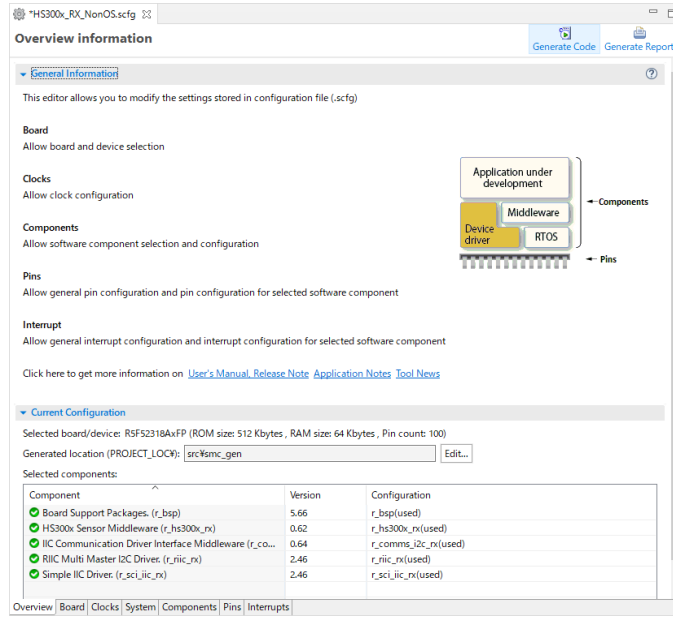 *HS300x_RX_NonOS.scfg
Overview information
Generate Code Generate Report
General Information
This editor allows you to modify the settings stored in configuration file (.scfg)
Board
Allow board and device selection
Clocks
Allow clock configuration
Components
Allow software component selection and configuration
Pins
Allow general pin configuration and pin configuration for selected software component
Interrupt
Allow general interrupt configuration and interrupt configuration for selected software component
Application under
development
Middleware
Device
driver
RTOS
Components
Pins
Click here to get more information on User's Manual, Release Note Application Notes Tool News
Current Configuration
Selected board/device: R5F52318AxFP (ROM size: 512 Kbytes , RAM size: 64 Kbytes , Pin count: 100)
Generated location (PROJECT_LOC¥): src¥smc_gen Edit...
Selected components:
Component Version Configuration
Board Support Packages. (r_bsp) 5.66 r_bsp(used)
HS300x Sensor Middleware (r_hs300x_rx) 0.62 r_hs300x_rx(used)
IIC Communication Driver Interface Middleware (r_co... 0.64 r_comms_i2c_rx(used)
RIIC Multi Master I2C Driver. (r_riic_rx) 2.46 r_riic_rx(used)
Simple IIC Driver. (r_sci_iic_rx) 2.46 r_sci_iic_rx(used)
Overview Board Clocks System Components Pins Interrupts